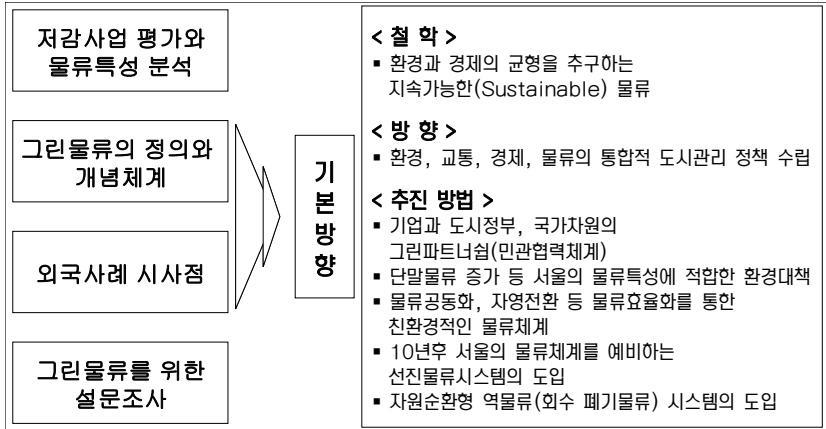 저감사업 평가와
물류특성 분석
그린물류의 정의와
개념체계
외국사례 시사점
그린물류를 위한
설문조사
기
본
방
향
< 철 학 >
▪ 환경과 경제의 균형을 추구하는
지속가능한(Sustainable) 물류
< 방 향 >
▪ 환경, 교통, 경제, 물류의 통합적 도시관리 정책 수립
< 추진 방법 >
▪ 기업과 도시정부, 국가차원의
그린파트너쉽(민관협력체계)
▪ 단말물류 증가 등 서울의 물류특성에 적합한 환경대책
▪ 물류공동화, 자영전환 등 물류효율화를 통한
친환경적인 물류체계
▪ 10년후 서울의 물류체계를 예비하는
선진물류시스템의 도입
▪ 자원순환형 역물류(회수 폐기물류) 시스템의 도입